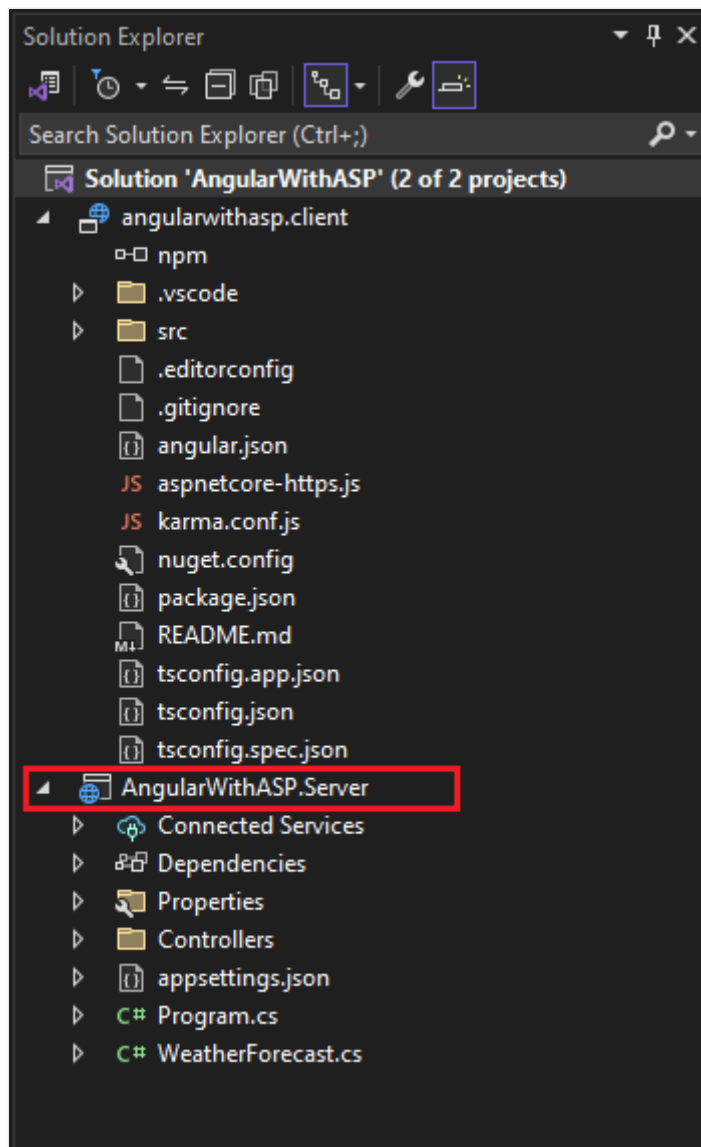 Solution Explorer
Search Solution Explorer (Ctrl+;)
Solution 'AngularWithASP' (2 of 2 projects)
angularwithasp.client
npm
.vscode
src
.editorconfig
.gitignore
angular.json
JS aspnetcore-https.js
JS karma.conf.js
nuget.config
package.json
M↓ README.md
tsconfig.app.json
tsconfig.json
tsconfig.spec.json
AngularWithASP.Server
Connected Services
Dependencies
Properties
Controllers
appsettings.json
C# Program.cs
C# WeatherForecast.cs